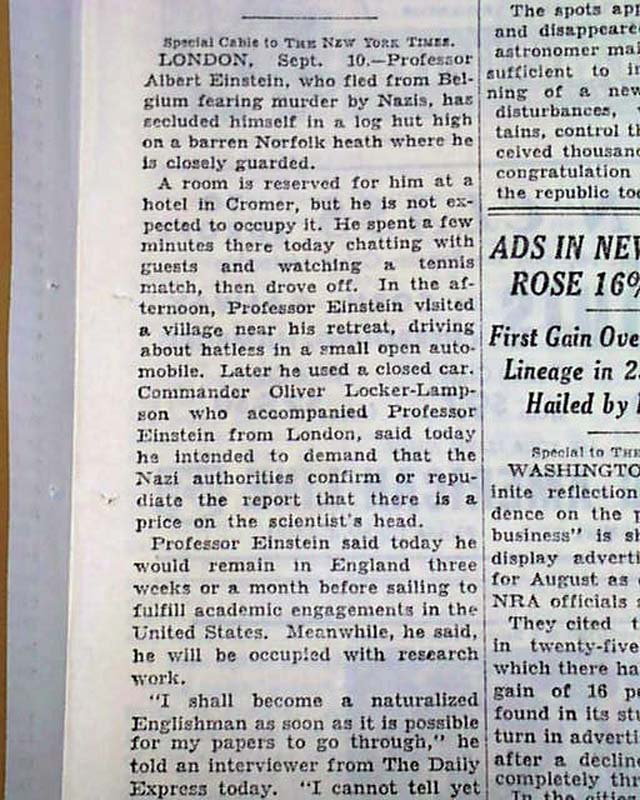 Special Cable to THE NEW YORK TIMES.
LONDON, Sept. 10.—Professor
Albert Einstein, who fled from Bel-
gium fearing murder by Nazis, has
secluded himself in a log hut high
on a barren Norfolk heath where he
is closely guarded.
A room is reserved for him at a
hotel in Cromer, but he is not ex-
pected to occupy it. He spent a few
minutes there today chatting with
guests and watching a tennis
match, then drove off. In the af-
ternoon, Professor Einstein visited
a village near his retreat, driving
about hatless in a small open auto-
mobile. Later he used a closed car.
Commander Oliver Locker-Lamp-
son who accompanied Professor
Einstein from London, said today
he intended to demand that the
Nazi authorities confirm or repu-
diate the report that there is a
price on the scientist's head.
Professor Einstein said today he
would remain in England three
weeks or a month before sailing to
fulfill academic engagements in the
United States. Meanwhile, he said,
he will be occupied with research
work.
"I shall become a naturalized
Englishman as soon as it is possible
for my papers to go through," he
told an interviewer from The Daily
Express today. "I cannot tell yet
The spots
and disappeare
astronomer
sufficient to
ning of a new
disturbances,
tains, control
ceived thousan
congratulation
the republic
ADS IN
ROSE 16%
First Gain
Lineage in
Hailed by
Special to
WASHINGTO
inite reflection
dence on the
business" is
display adverti
for August as
NRA officials
They cited
in twenty-five
which there
gain of 16
found in its
turn in adverti
after a decline
completely
In the cities